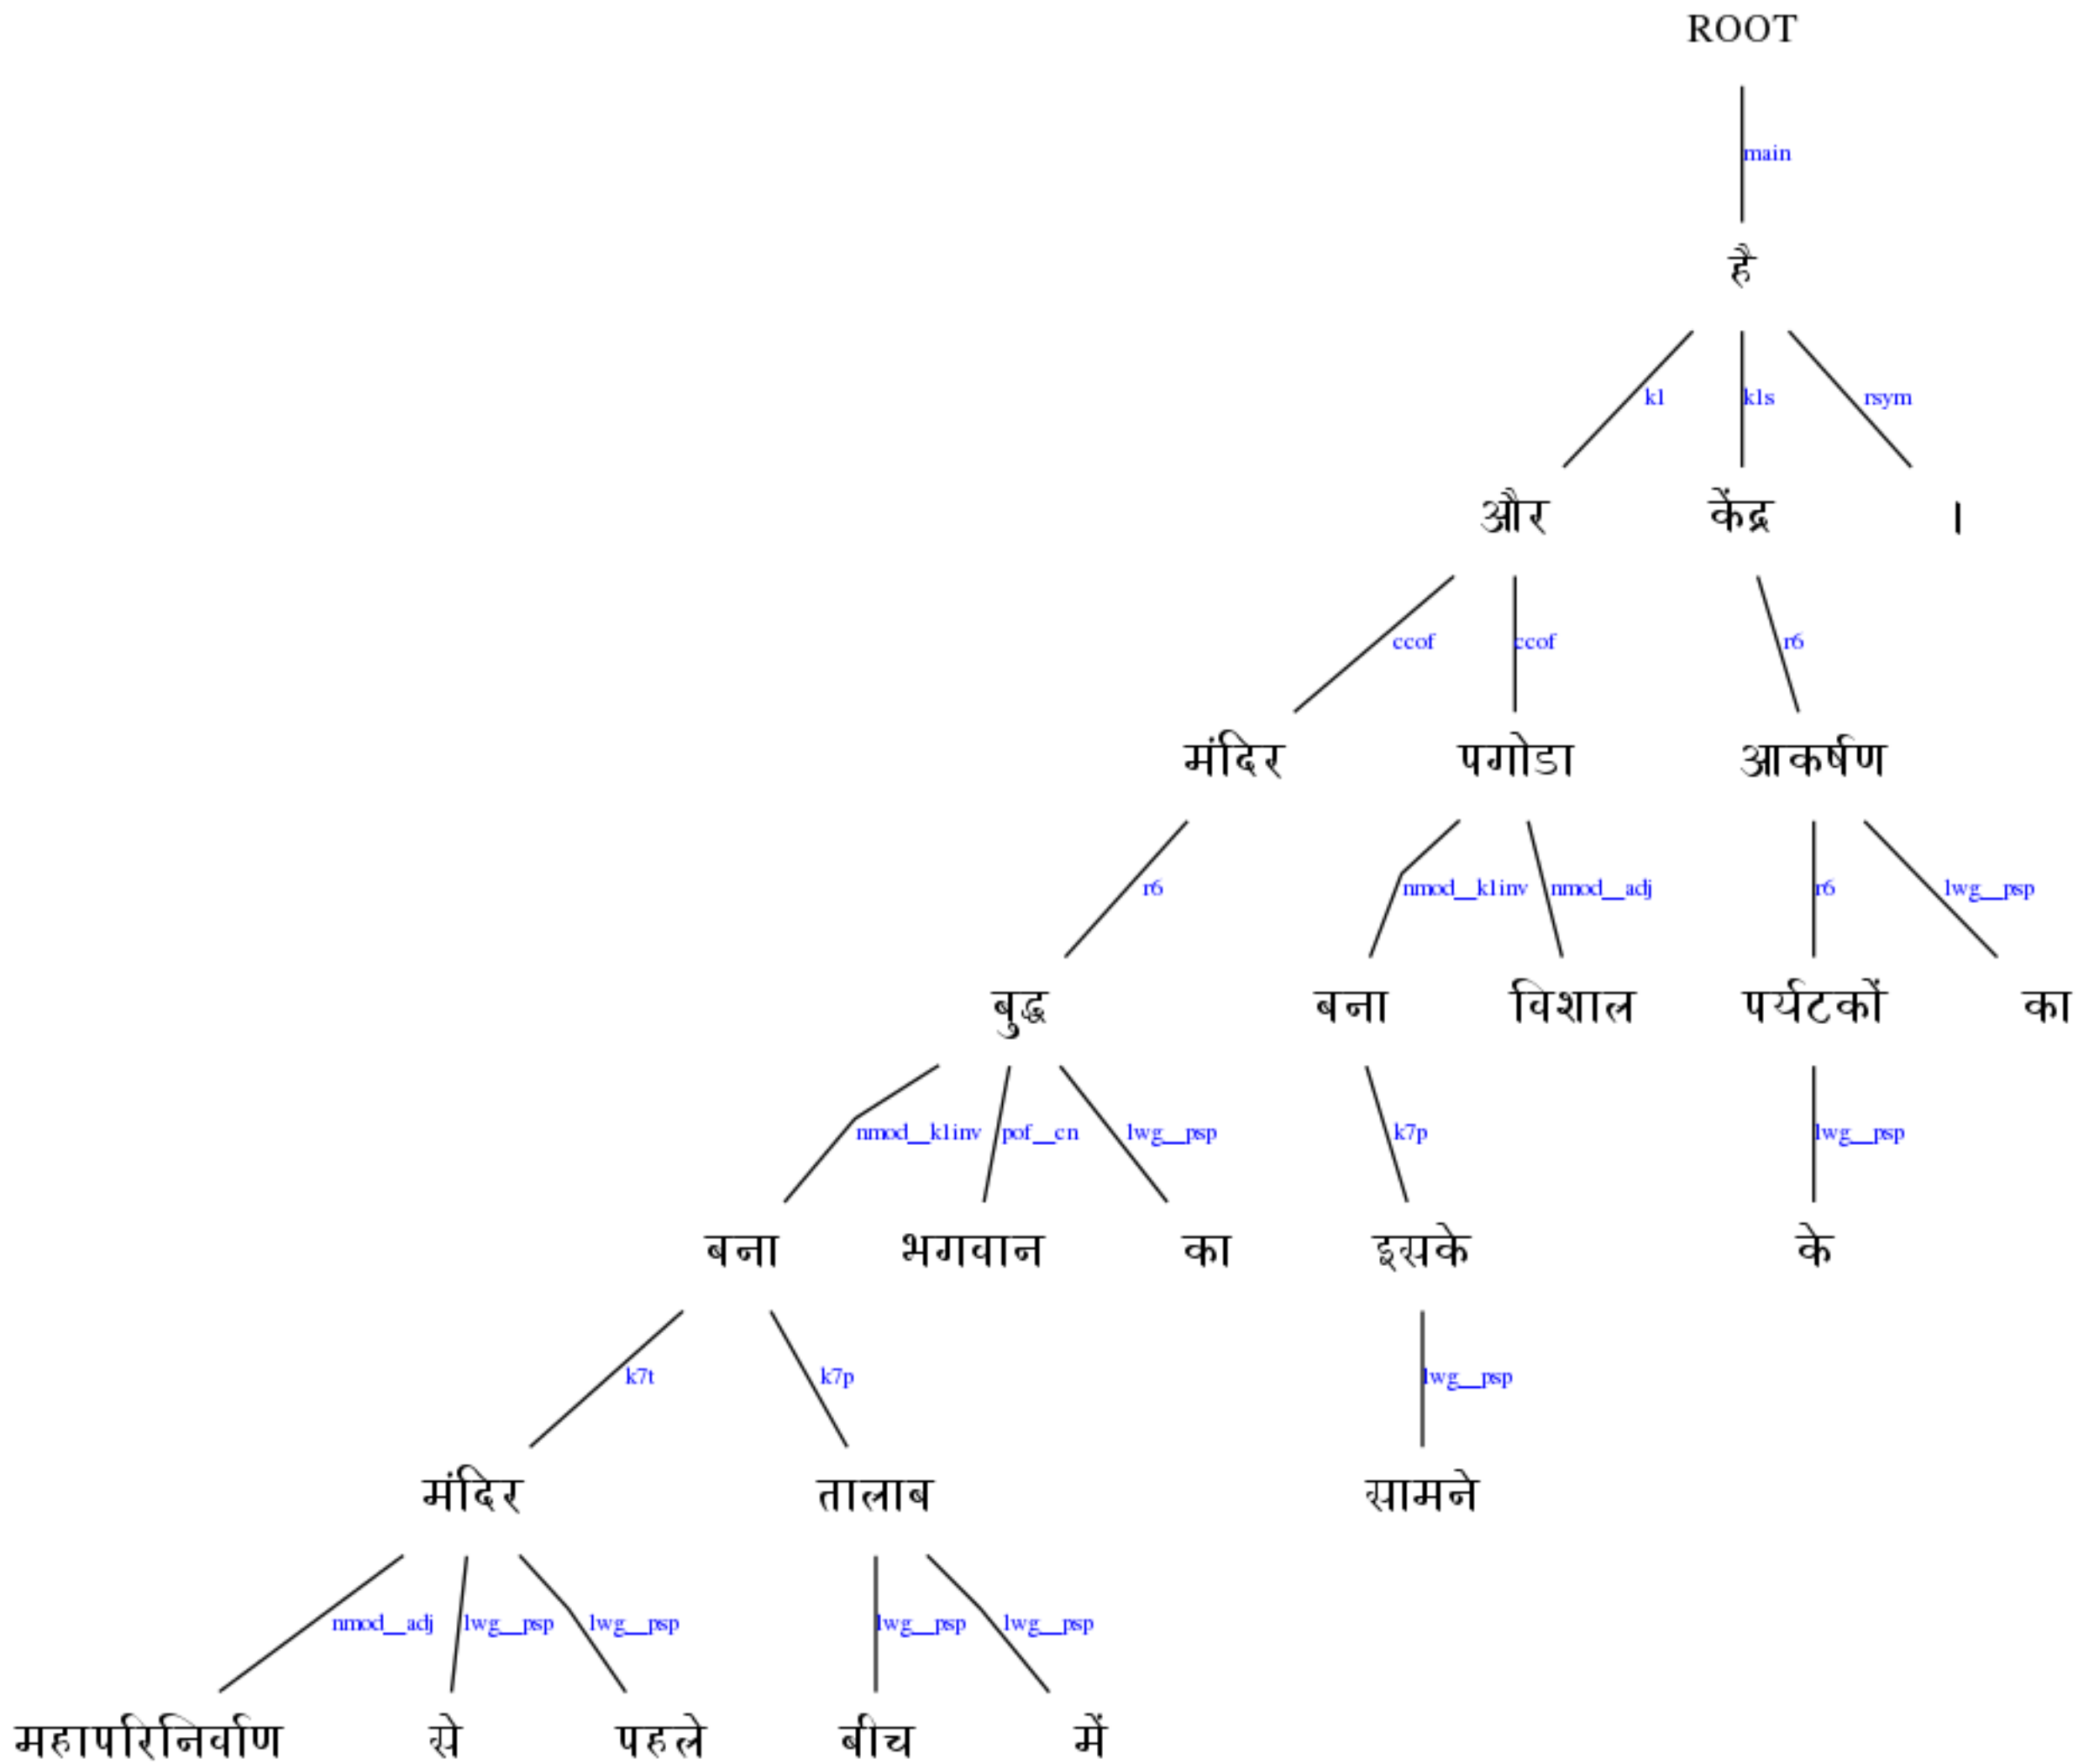 ROOT
main
है
k1 k1s rsym
और केंद्र ।
ccof ccof r6
मंदिर पगोडा आकर्षण
r6 nmod__k1inv nmod__adj r6 lwg__psp
बुद्ध बना विशाल पर्यटकों का
nmod__k1inv pof__cn lwg__psp k7p lwg__psp
बना भगवान का इसके के
k7t k7p lwg__psp
मंदिर तालाब सामने
nmod__adj lwg__psp lwg__psp lwg__psp lwg__psp
महापरिनिर्वाण से पहले बीच में